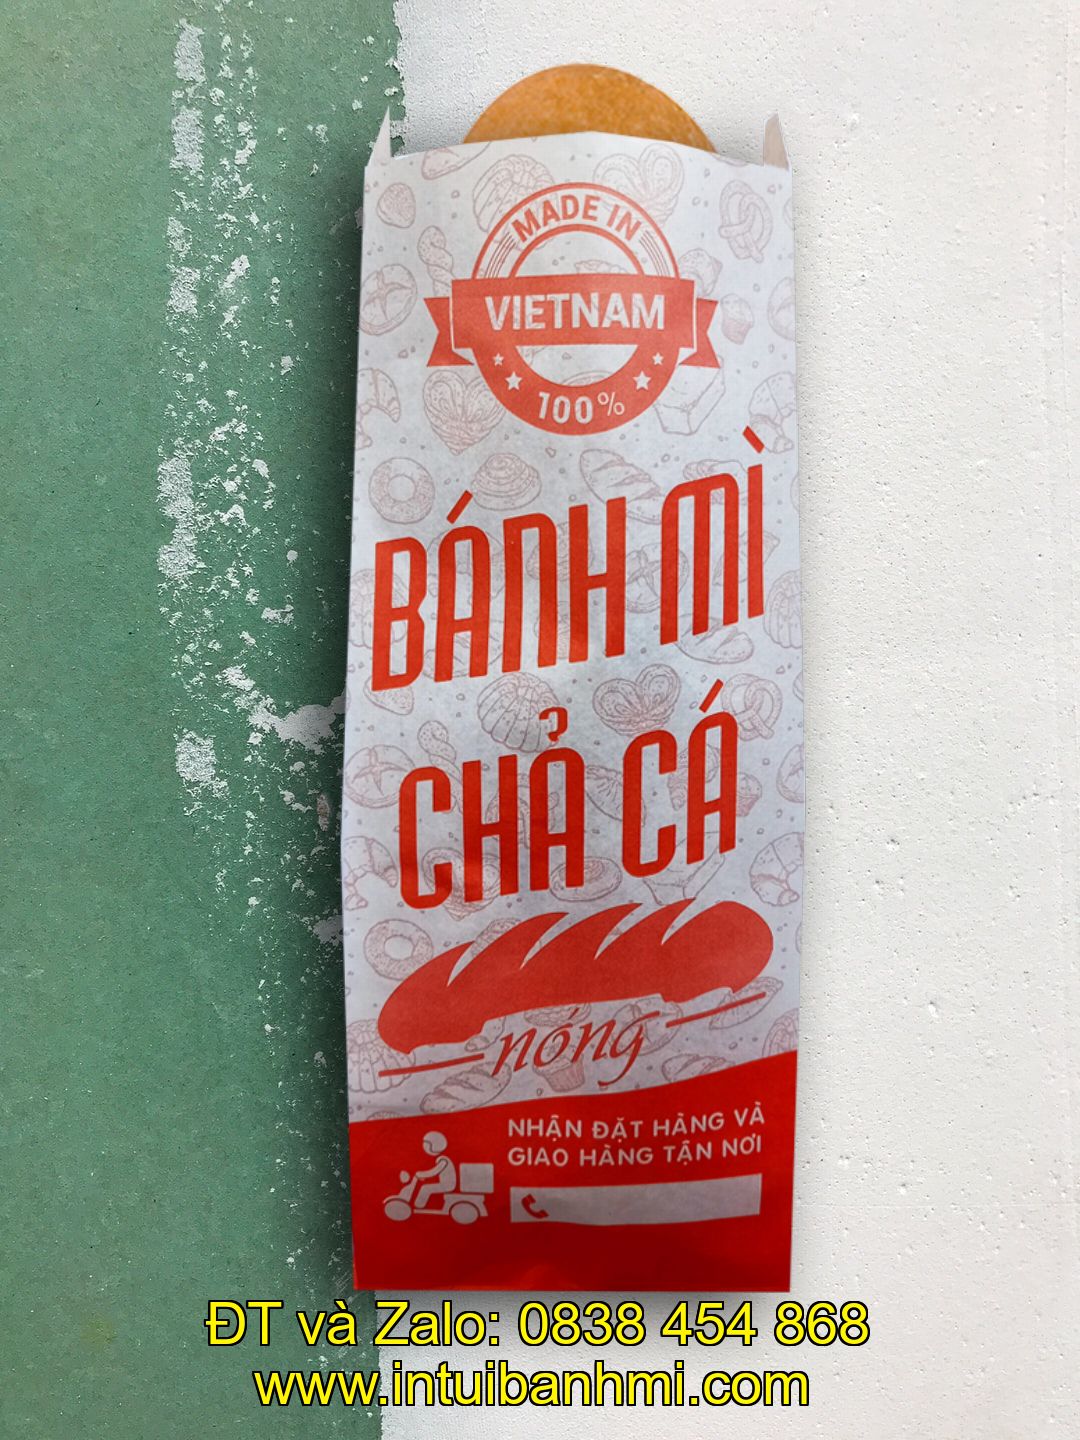 MADE IN
VIETNAM
100%
BÁNH MÌ
CHẢ CÁ
nóng
NHẬN ĐẶT HÀNG VÀ
GIAO HÀNG TẬN NƠI
ĐT và Zalo: 0838 454 868
www.intuibanhmi.com